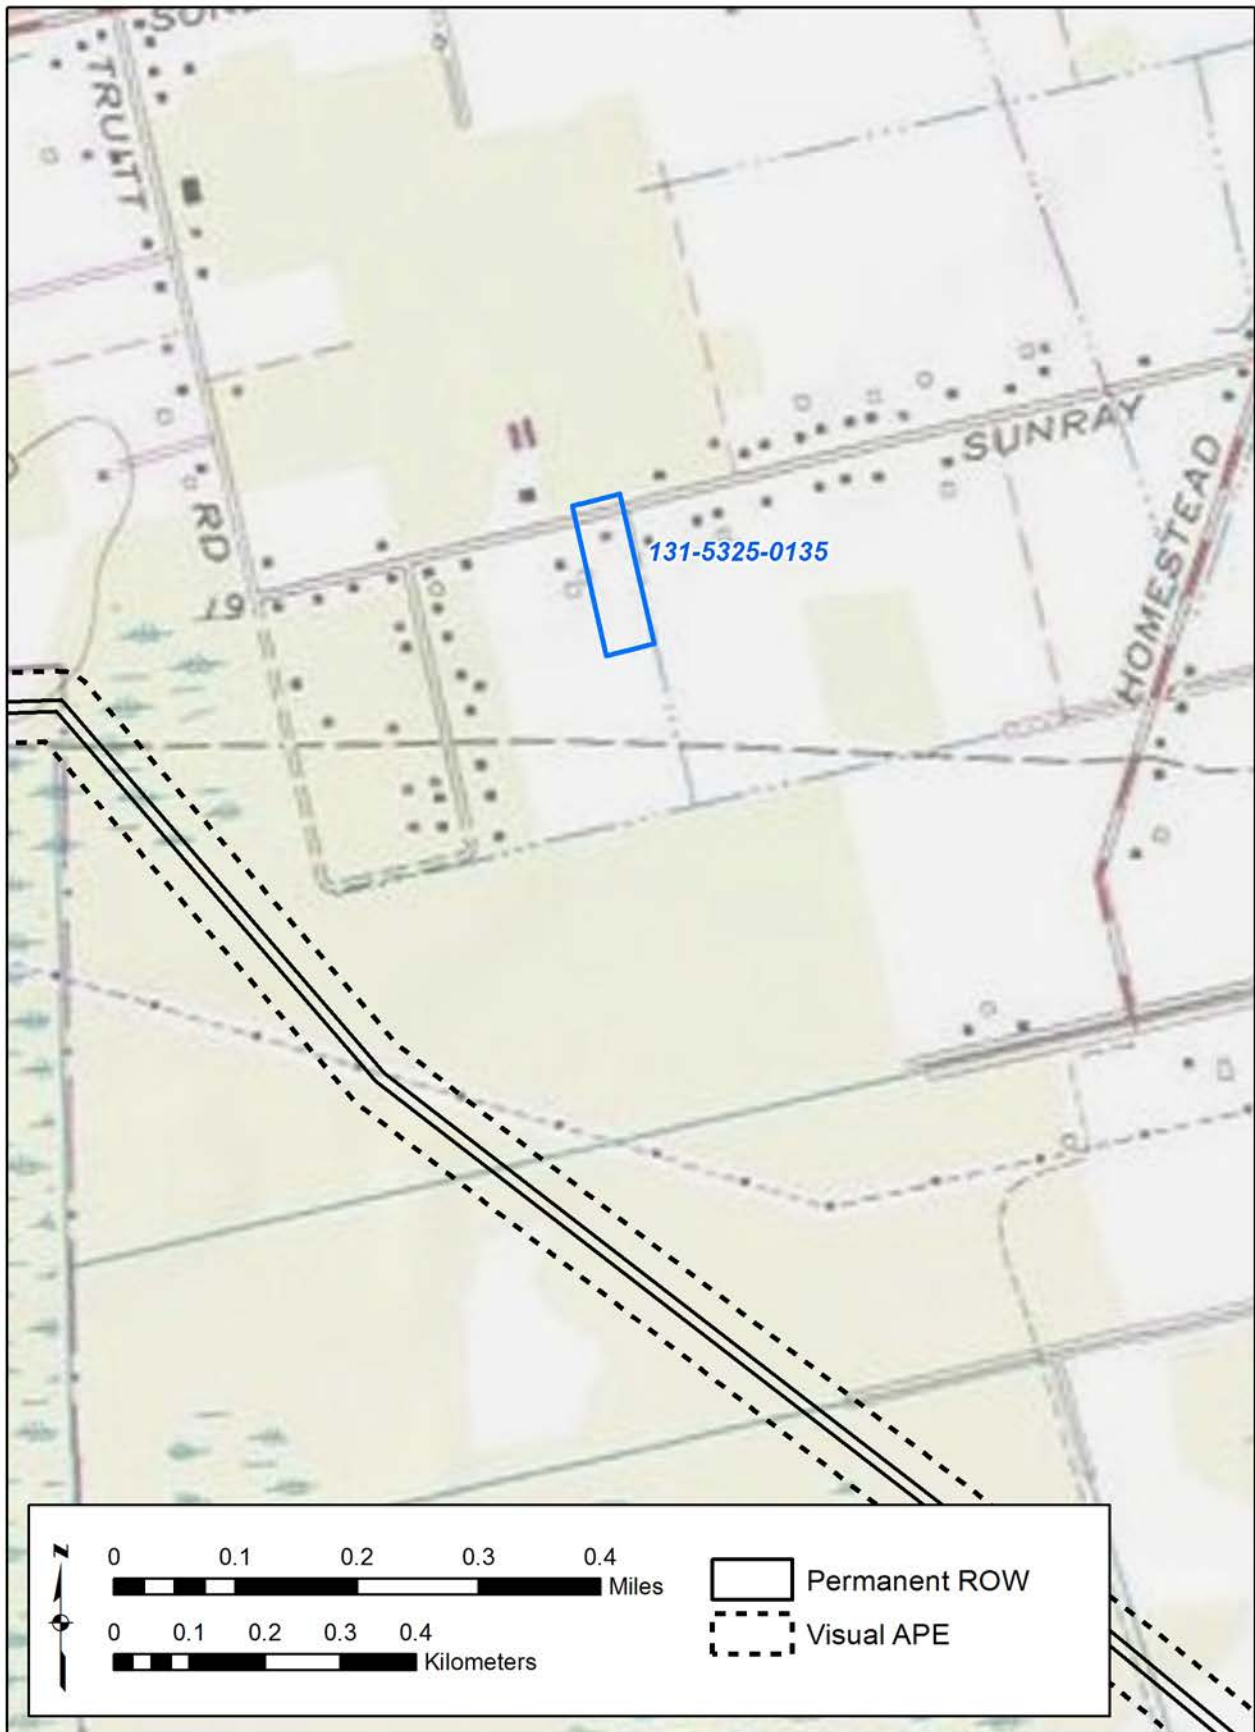 TRUITT
RD
SUNRAY
HOMESTEAD
131-5325-0135
0 0.1 0.2 0.3 0.4
Miles
0 0.1 0.2 0.3 0.4
Kilometers
Permanent ROW
Visual APE